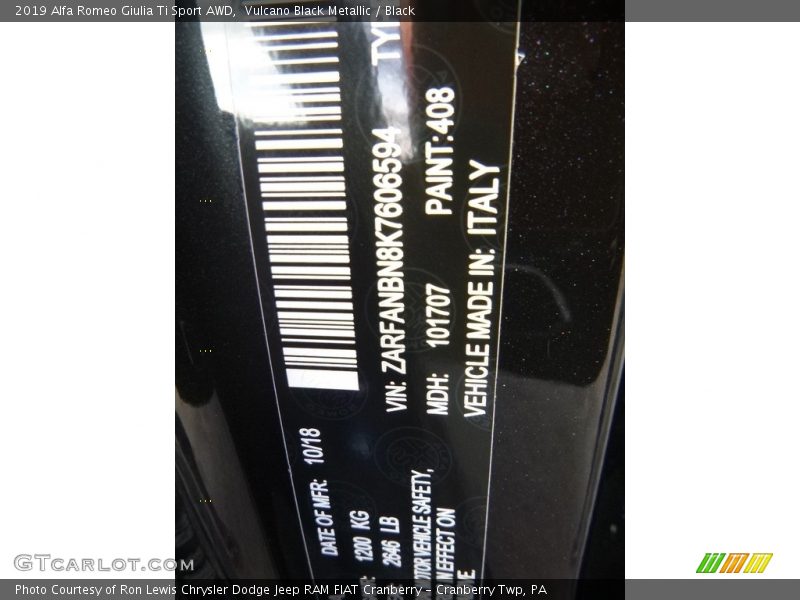 2019 Alfa Romeo Giulia Ti Sport AWD, Vulcano Black Metallic / Black
DATE OF MFR: 10/18
1200 KG
2646 LB
VEHICLE SAFETY,
IN EFFECT ON
VIN: ZARFANBN8K7606594
MDH: 101707 PAINT:408
VEHICLE MADE IN: ITALY
GTCARLOT.COM
Photo Courtesy of Ron Lewis Chrysler Dodge Jeep RAM FIAT Cranberry - Cranberry Twp, PA